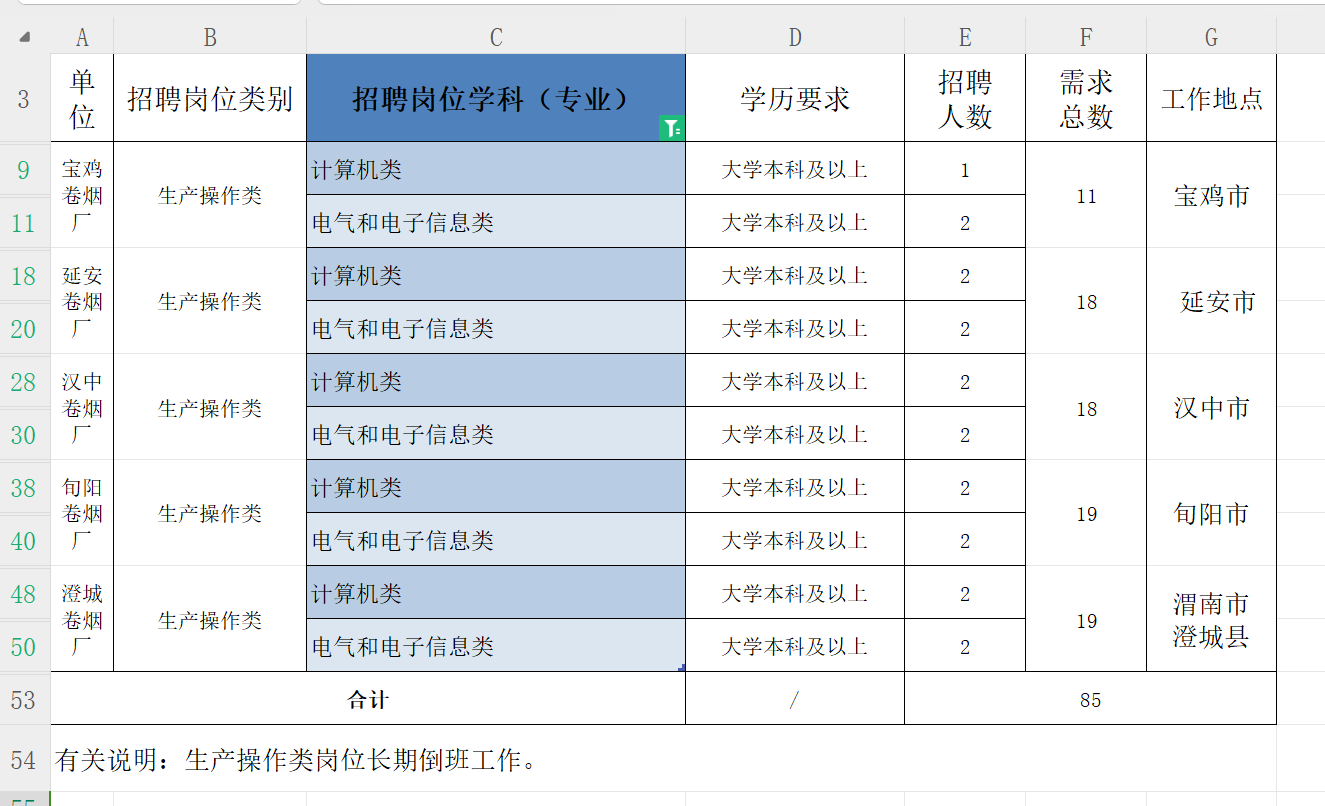 A B C D E F G
3 单位 招聘岗位类别 招聘岗位学科（专业） 学历要求 招聘人数 需求总数 工作地点
9 宝鸡卷烟厂 生产操作类 计算机类 大学本科及以上 1 11 宝鸡市
11 电气和电子信息类 大学本科及以上 2
18 延安卷烟厂 生产操作类 计算机类 大学本科及以上 2 18 延安市
20 电气和电子信息类 大学本科及以上 2
28 汉中卷烟厂 生产操作类 计算机类 大学本科及以上 2 18 汉中市
30 电气和电子信息类 大学本科及以上 2
38 旬阳卷烟厂 生产操作类 计算机类 大学本科及以上 2 19 旬阳市
40 电气和电子信息类 大学本科及以上 2
48 澄城卷烟厂 生产操作类 计算机类 大学本科及以上 2 19 渭南市澄城县
50 电气和电子信息类 大学本科及以上 2
53 合计 / 85
54 有关说明：生产操作类岗位长期倒班工作。